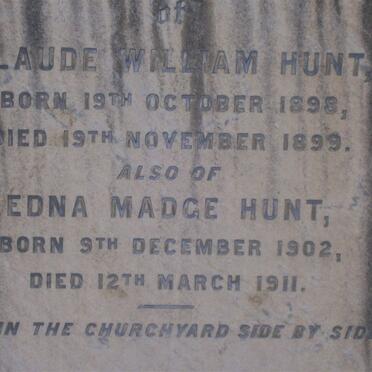 of
LAUDE WILLIAM HUNT,
BORN 19TH OCTOBER 1898,
DIED 19TH NOVEMBER 1899.
ALSO OF
EDNA MADGE HUNT,
BORN 9TH DECEMBER 1902,
DIED 12TH MARCH 1911.
IN THE CHURCHYARD SIDE BY SID